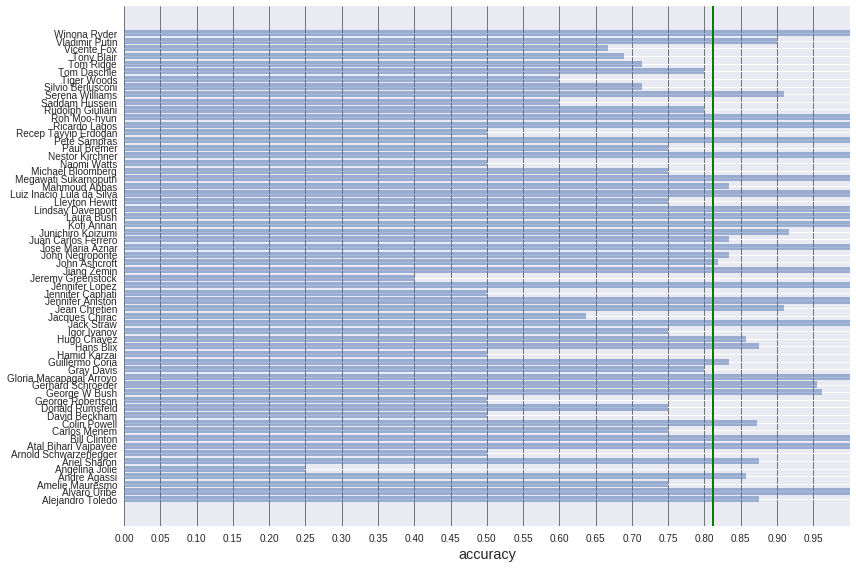 Winona Ryder
Vladimir Putin
Vicente Fox
Tony Blair
Tom Ridge
Tom Daschle
Tiger Woods
Silvio Berlusconi
Serena Williams
Saddam Hussein
Rudolph Giuliani
Roh Moo-hyun
Ricardo Lagos
Recep Tayyip Erdogan
Pete Sampras
Paul Bremer
Nestor Kirchner
Naomi Watts
Michael Bloomberg
Megawati Sukarnoputri
Mahmoud Abbas
Luiz Inacio Lula da Silva
Lleyton Hewitt
Lindsay Davenport
Laura Bush
Kofi Annan
Junichiro Koizumi
Juan Carlos Ferrero
Jose Maria Aznar
John Negroponte
John Ashcroft
Jiang Zemin
Jeremy Greenstock
Jennifer Lopez
Jennifer Capriati
Jennifer Aniston
Jean Chretien
Jacques Chirac
Jack Straw
Igor Ivanov
Hugo Chavez
Hans Blix
Hamid Karzai
Guillermo Coria
Gray Davis
Gloria Macapagal Arroyo
Gerhard Schroeder
George W Bush
George Robertson
Donald Rumsfeld
David Beckham
Colin Powell
Carlos Menem
Bill Clinton
Atal Bihari Vajpayee
Arnold Schwarzenegger
Ariel Sharon
Angelina Jolie
Andre Agassi
Amelie Mauresmo
Alvaro Uribe
Alejandro Toledo
0.00 0.05 0.10 0.15 0.20 0.25 0.30 0.35 0.40 0.45 0.50 0.55 0.60 0.65 0.70 0.75 0.80 0.85 0.90 0.95
accuracy